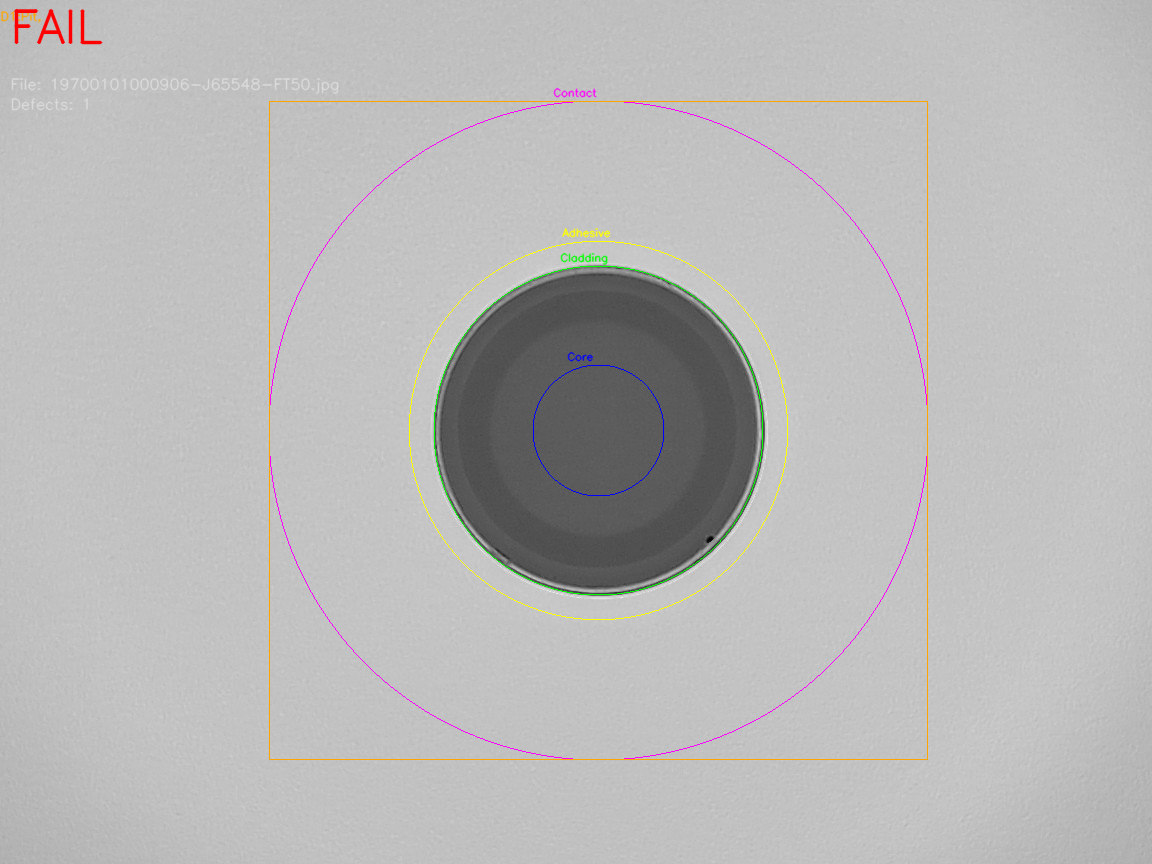 FAIL
File: 19700101000906-J65548-FT50.jpg
Defects: 1
Contact
Adhesive
Cladding
Core